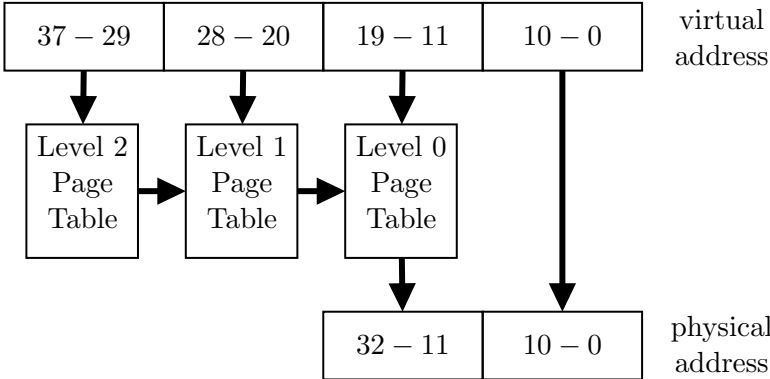 37 − 29 28 − 20 19 − 11 10 − 0 virtual
address
Level 2 Level 1 Level 0
Page Page Page
Table Table Table
32 − 11 10 − 0 physical
address